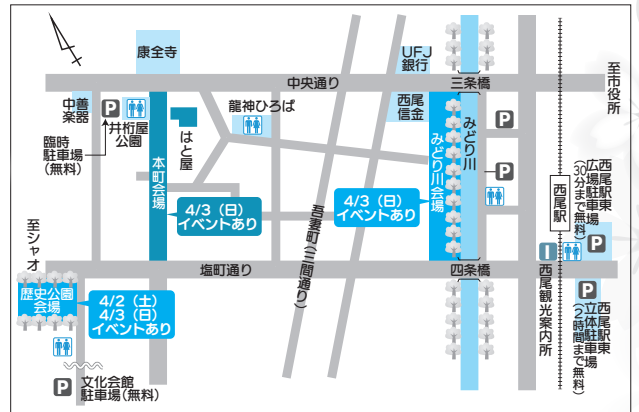 康全寺
UFJ
銀行
中央通り
三条橋
至市役所
中善
楽器
P
井桁屋
公園
はと屋
龍神ひろば
西尾
信金
みどり川
P
臨時
駐車場
(無料)
本町会場
みどり川会場
P
4/3(日)
イベントあり
4/3(日)
イベントあり
吾妻町(三間通り)
西尾駅
西尾駅東
広場駐車場
(30分まで無料)
P
至シャオ
塩町通り
四条橋
i
西尾観光案内所
歴史公園
会場
4/2(土)
4/3(日)
イベントあり
P
西尾駅東
立体駐車場
(2時間まで無料)
P
文化会館
駐車場(無料)